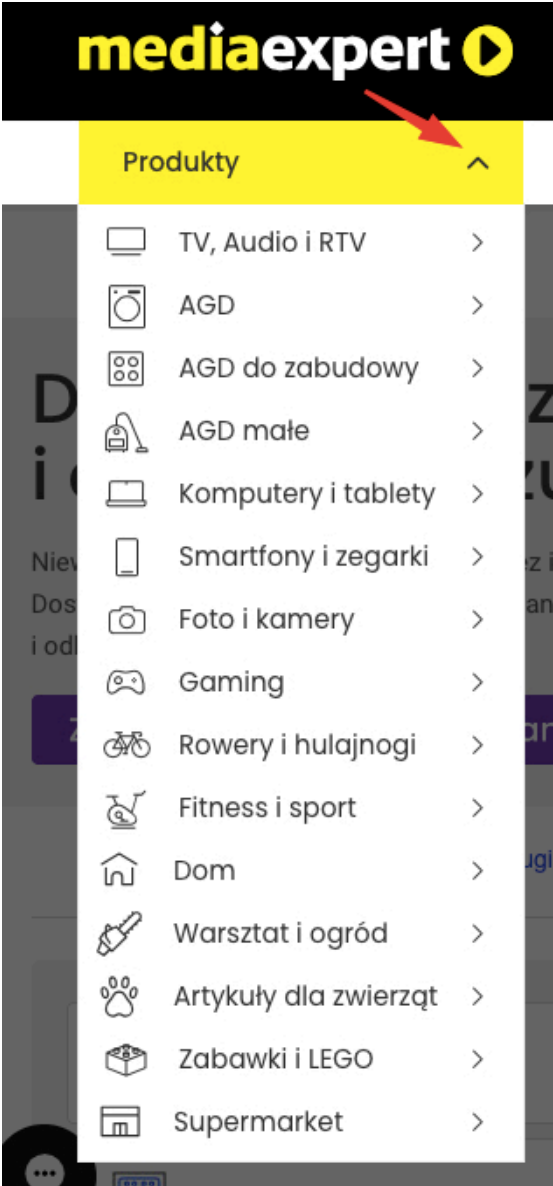 mediaexpert
Produkty
TV, Audio i RTV
AGD
AGD do zabudowy
AGD małe
Komputery i tablety
Smartfony i zegarki
Foto i kamery
Gaming
Rowery i hulajnogi
Fitness i sport
Dom
Warsztat i ogród
Artykuły dla zwierząt
Zabawki i LEGO
Supermarket